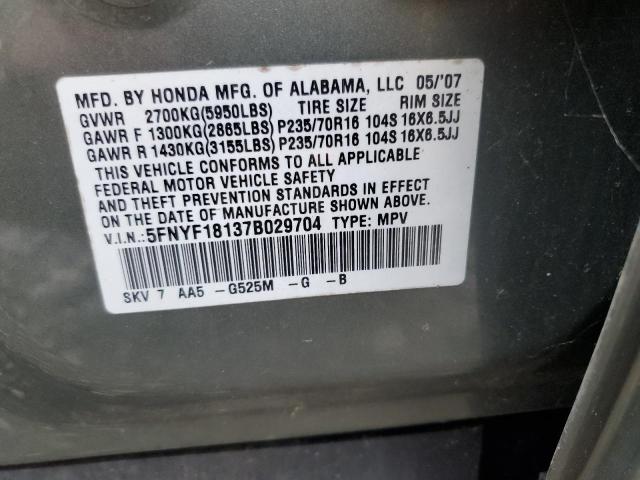 MFD. BY HONDA MFG. OF ALABAMA, LLC 05/'07
GVWR 2700KG(5950LBS) TIRE SIZE RIM SIZE
GAWR F 1300KG(2865LBS) P235/70R16 104S 16X6.5JJ
GAWR R 1430KG(3155LBS) P235/70R16 104S 16X6.5JJ
THIS VEHICLE CONFORMS TO ALL APPLICABLE
FEDERAL MOTOR VEHICLE SAFETY
AND THEFT PREVENTION STANDARDS IN EFFECT
ON THE DATE OF MANUFACTURE SHOWN ABOVE.
V.I.N.:5FNYF18137B029704 TYPE: MPV
SKV 7 AA5 -G525M -G -B